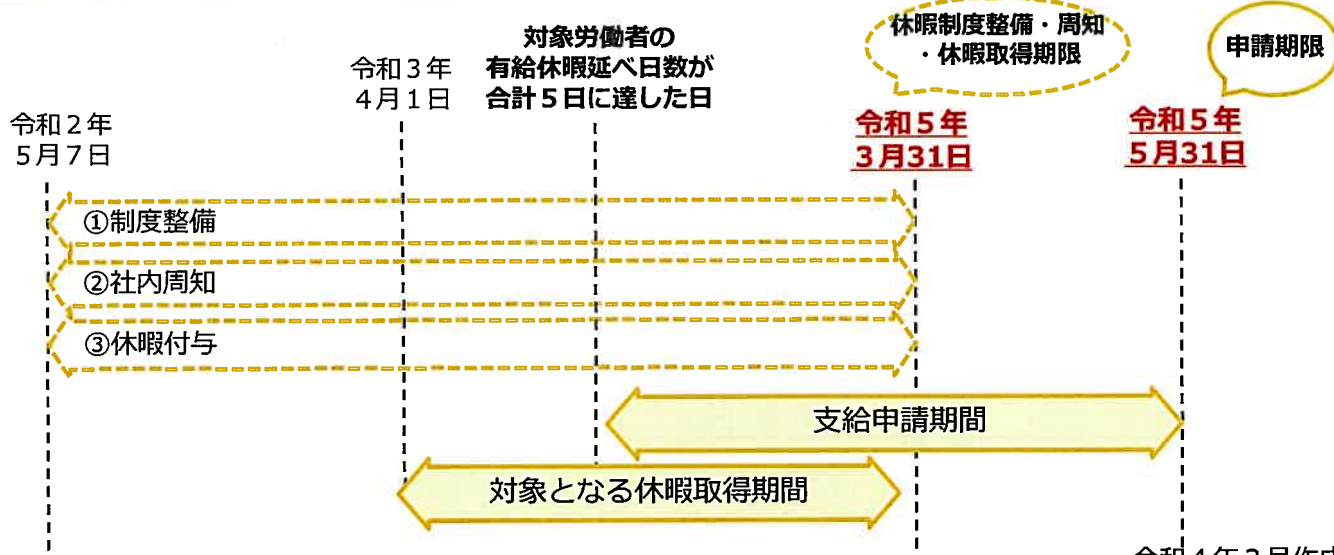 休暇制度整備・周知
・休暇取得期限
申請期限
対象労働者の
有給休暇延べ日数が
合計５日に達した日
令和３年
４月１日
令和２年
５月７日
令和５年
３月31日
令和５年
５月31日
①制度整備
②社内周知
③休暇付与
支給申請期間
対象となる休暇取得期間